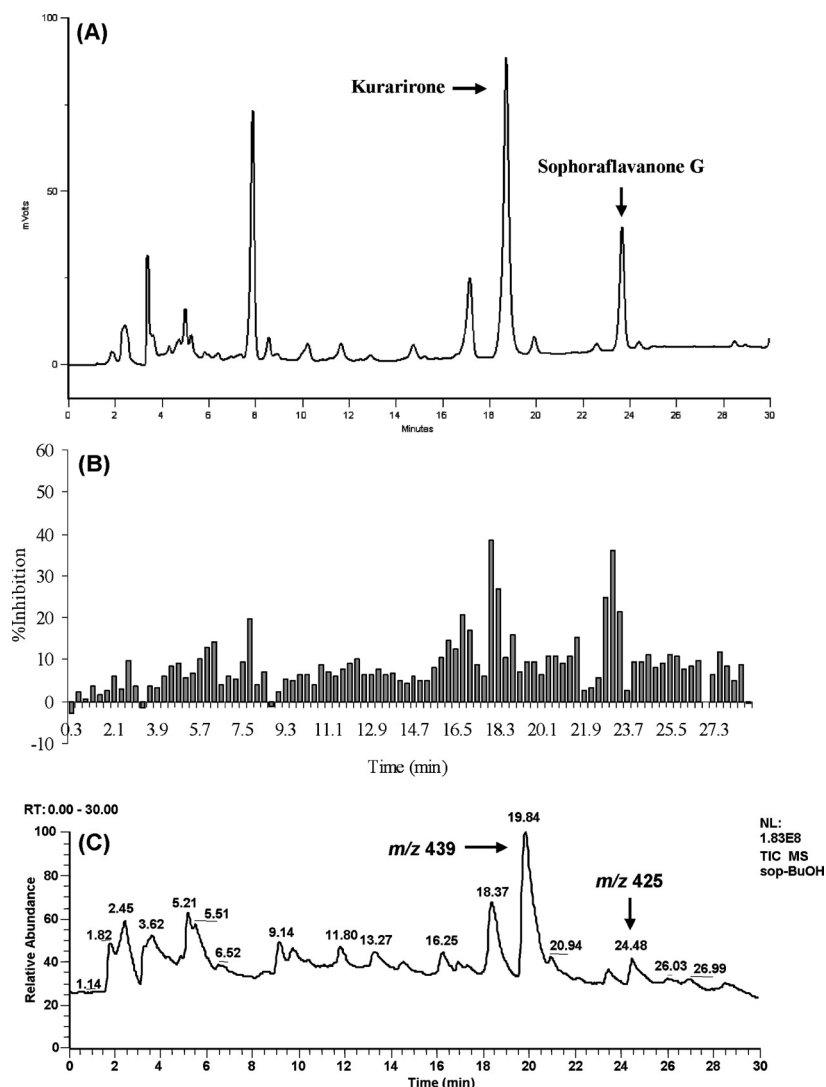 (A)
100
50
0
mVolts
Kurarirone
Sophoraflavanone G
0 2 4 6 8 10 12 14 16 18 20 22 24 26 28 30
Minutes
(B)
60
50
40
30
20
10
0
-10
%Inhibition
0.3 2.1 3.9 5.7 7.5 9.3 11.1 12.9 14.7 16.5 18.3 20.1 21.9 23.7 25.5 27.3
Time (min)
RT: 0.00 - 30.00
(C)
100
80
60
40
20
0
Relative Abundance
1.14
1.82
2.45
3.62
5.21
5.51
6.52
9.14
11.80
13.27
16.25
18.37
m/z 439
19.84
20.94
m/z 425
24.48
26.03
26.99
NL:
1.83E8
TIC MS
sop-BuOH
0 2 4 6 8 10 12 14 16 18 20 22 24 26 28 30
Time (min)